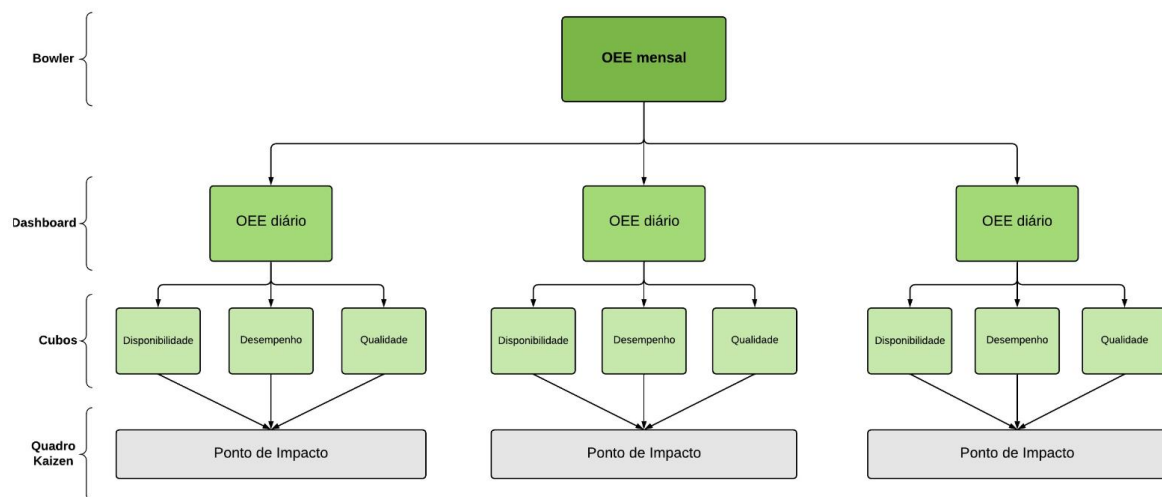 Bowler
OEE mensal
Dashboard
OEE diário
OEE diário
OEE diário
Cubos
Disponibilidade
Desempenho
Qualidade
Disponibilidade
Desempenho
Qualidade
Disponibilidade
Desempenho
Qualidade
Quadro
Kaizen
Ponto de Impacto
Ponto de Impacto
Ponto de Impacto